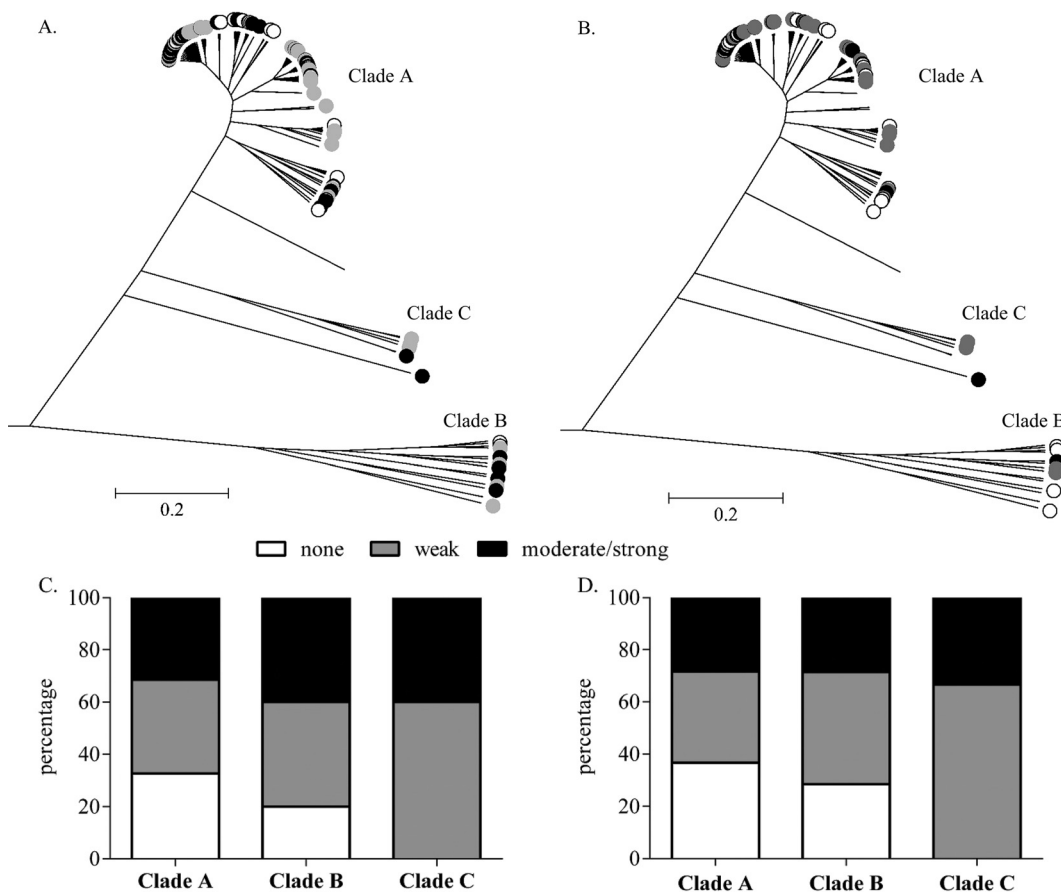 A.
B.
Clade A
Clade A
Clade C
Clade C
Clade B
Clade B
0.2
0.2
none weak moderate/strong
C.
D.
100
80
60
40
20
0
percentage
Clade A Clade B Clade C
100
80
60
40
20
0
percentage
Clade A Clade B Clade C